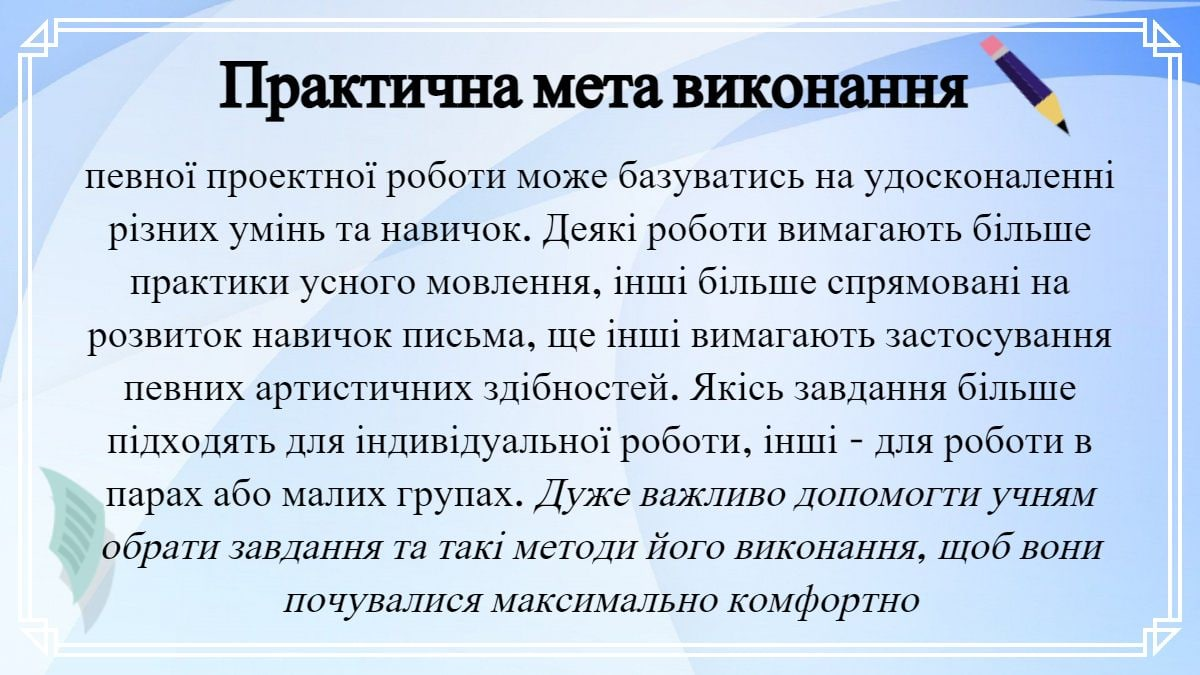 Практична мета виконання
певної проектної роботи може базуватись на удосконаленні
різних умінь та навичок. Деякі роботи вимагають більше
практики усного мовлення, інші більше спрямовані на
розвиток навичок письма, ще інші вимагають застосування
певних артистичних здібностей. Якісь завдання більше
підходять для індивідуальної роботи, інші - для роботи в
парах або малих групах. Дуже важливо допомогти учням
обрати завдання та такі методи його виконання, щоб вони
почувалися максимально комфортно